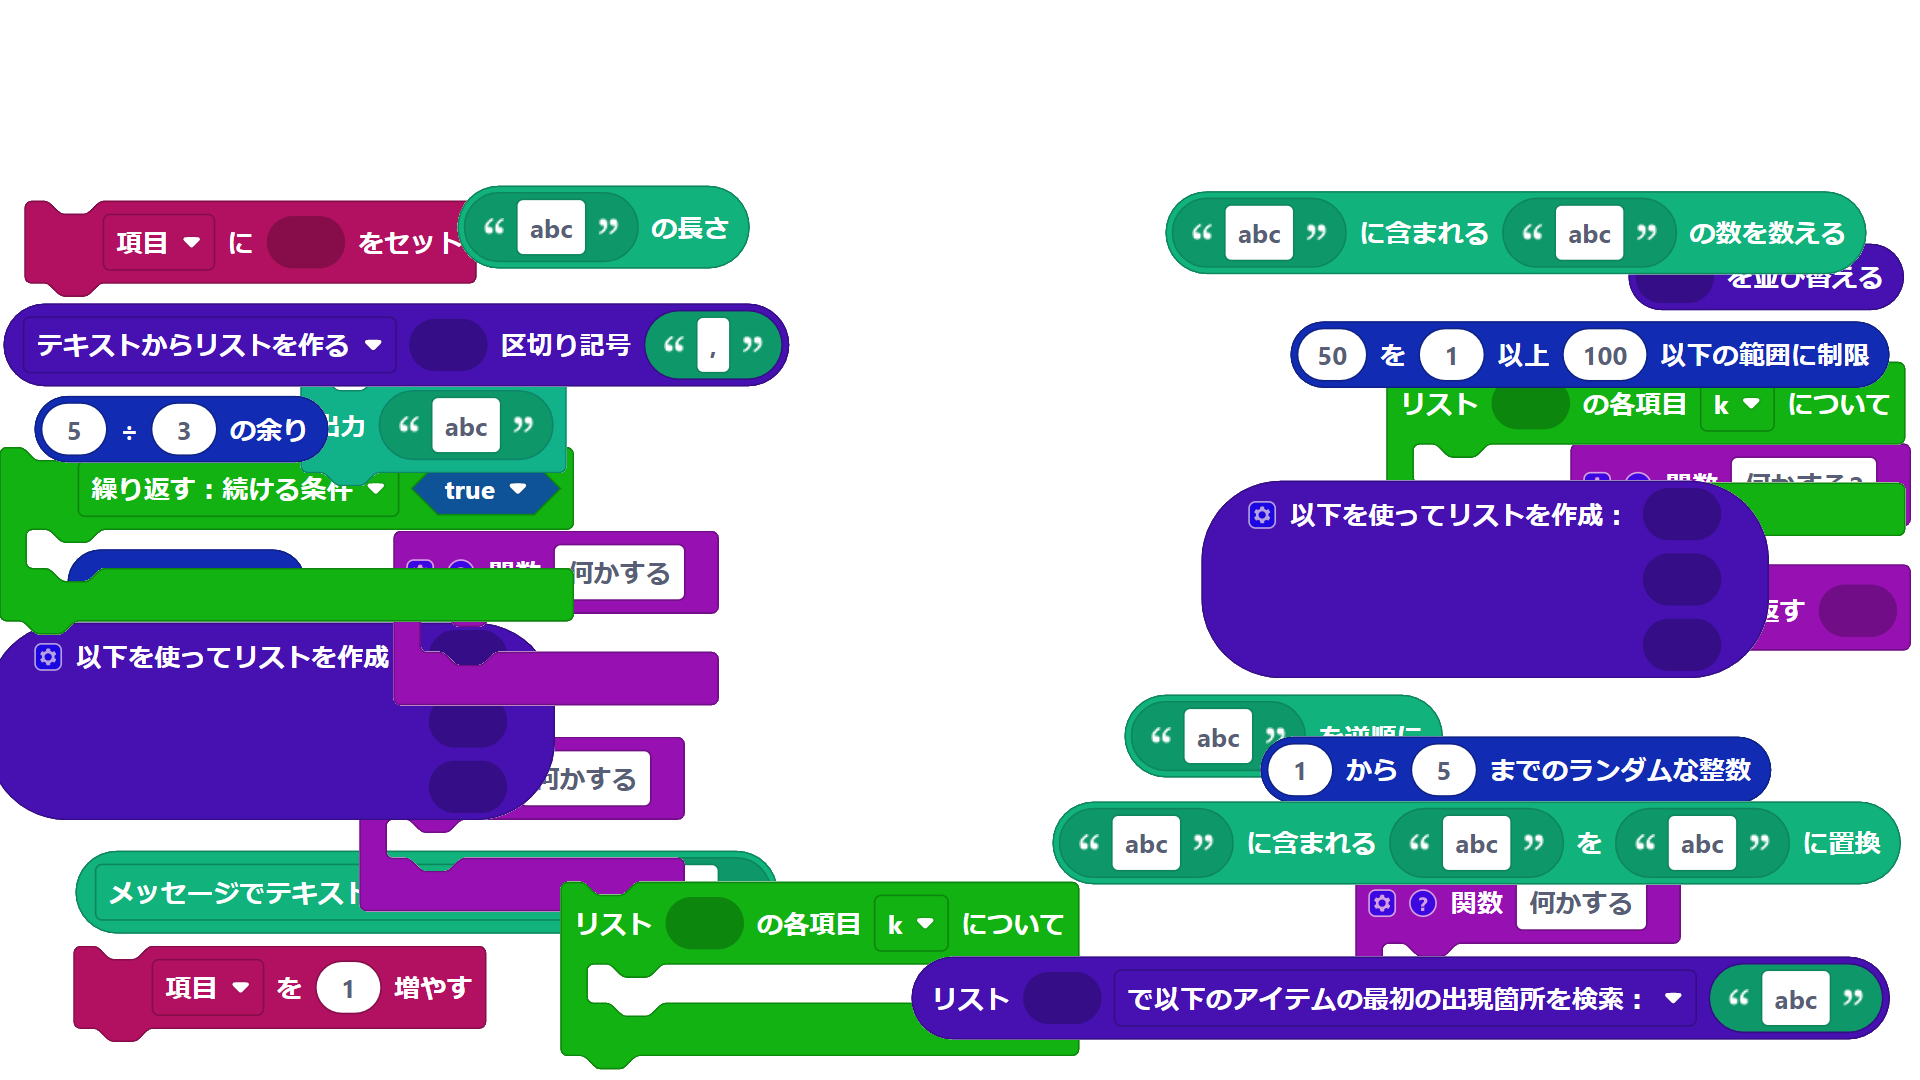 項目 に をセット
“ abc ” の長さ
“ abc ” に含まれる “ abc ” の数を数える
を並び替える
テキストからリストを作る 区切り記号 “ , ”
50 を 1 以上 100 以下の範囲に制限
5 ÷ 3 の余り
出力 “ abc ”
リスト の各項目 k について
繰り返す：続ける条件 true
関数 何かする?
以下を使ってリストを作成：
関数 何かする
返す
以下を使ってリストを作成
“ abc ” を逆順に
1 から 5 までのランダムな整数
何かする
“ abc ” に含まれる “ abc ” を “ abc ” に置換
メッセージでテキスト
関数 何かする
リスト の各項目 k について
項目 を 1 増やす
リスト で以下のアイテムの最初の出現箇所を検索： “ abc ”